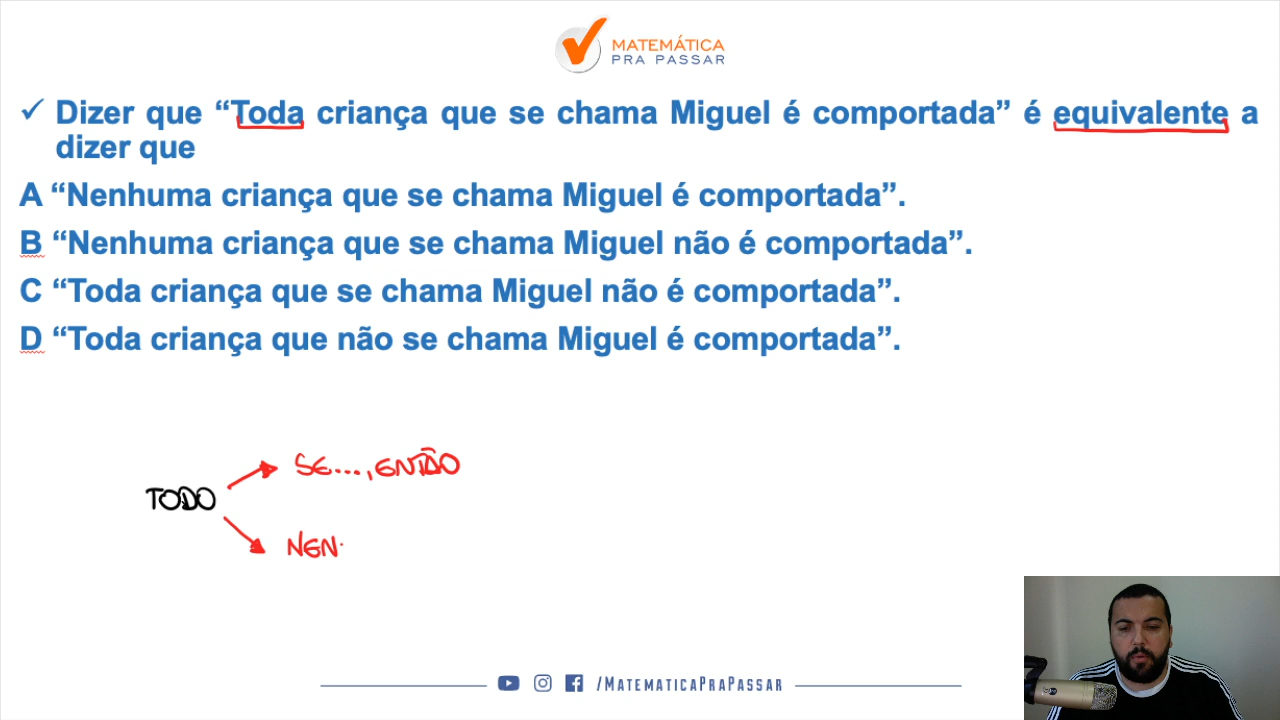 MATEMÁTICA
PRA PASSAR
✓ Dizer que “Toda criança que se chama Miguel é comportada” é equivalente a
dizer que
A “Nenhuma criança que se chama Miguel é comportada”.
B “Nenhuma criança que se chama Miguel não é comportada”.
C “Toda criança que se chama Miguel não é comportada”.
D “Toda criança que não se chama Miguel é comportada”.
SE...., ENTÃO
TODO
NEN
/MATEMATICAPRAPASSAR